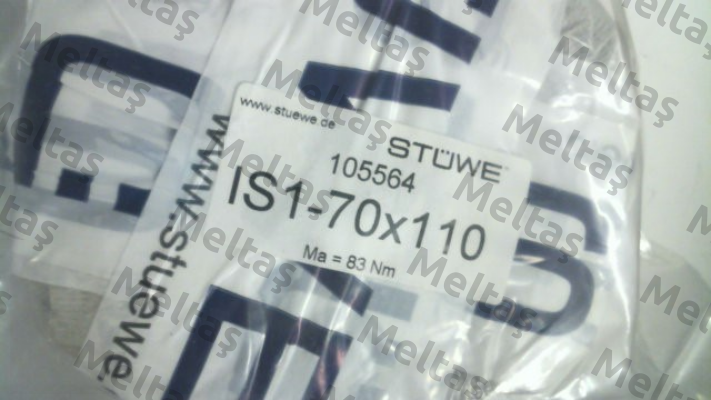 www.stuewe.de
STÜWE
105564
IS1-70x110
Ma = 83 Nm
www.stuewe.
Meltaş